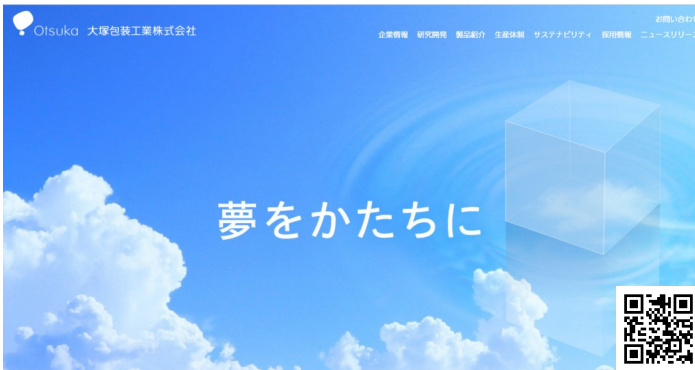 Otsuka 大塚包装工業株式会社
お問い合わせ
企業情報 研究開発 製品紹介 生産体制 サステナビリティ 採用情報 ニュースリリース
夢をかたちに